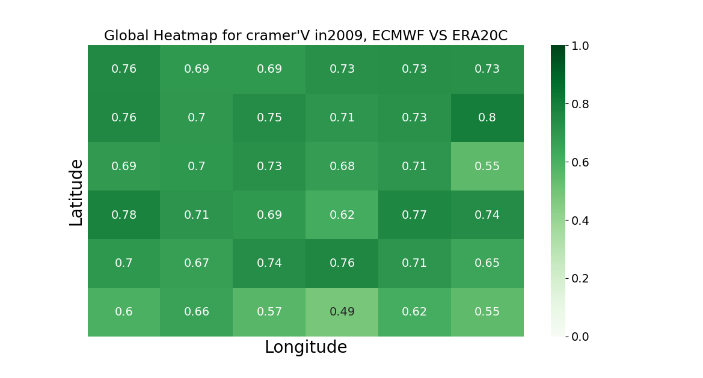 Global Heatmap for cramer'V in2009, ECMWF VS ERA20C
0.76 0.69 0.69 0.73 0.73 0.73
0.76 0.7 0.75 0.71 0.73 0.8
0.69 0.7 0.73 0.68 0.71 0.55
0.78 0.71 0.69 0.62 0.77 0.74
0.7 0.67 0.74 0.76 0.71 0.65
0.6 0.66 0.57 0.49 0.62 0.55
Latitude
Longitude
1.0
0.8
0.6
0.4
0.2
0.0